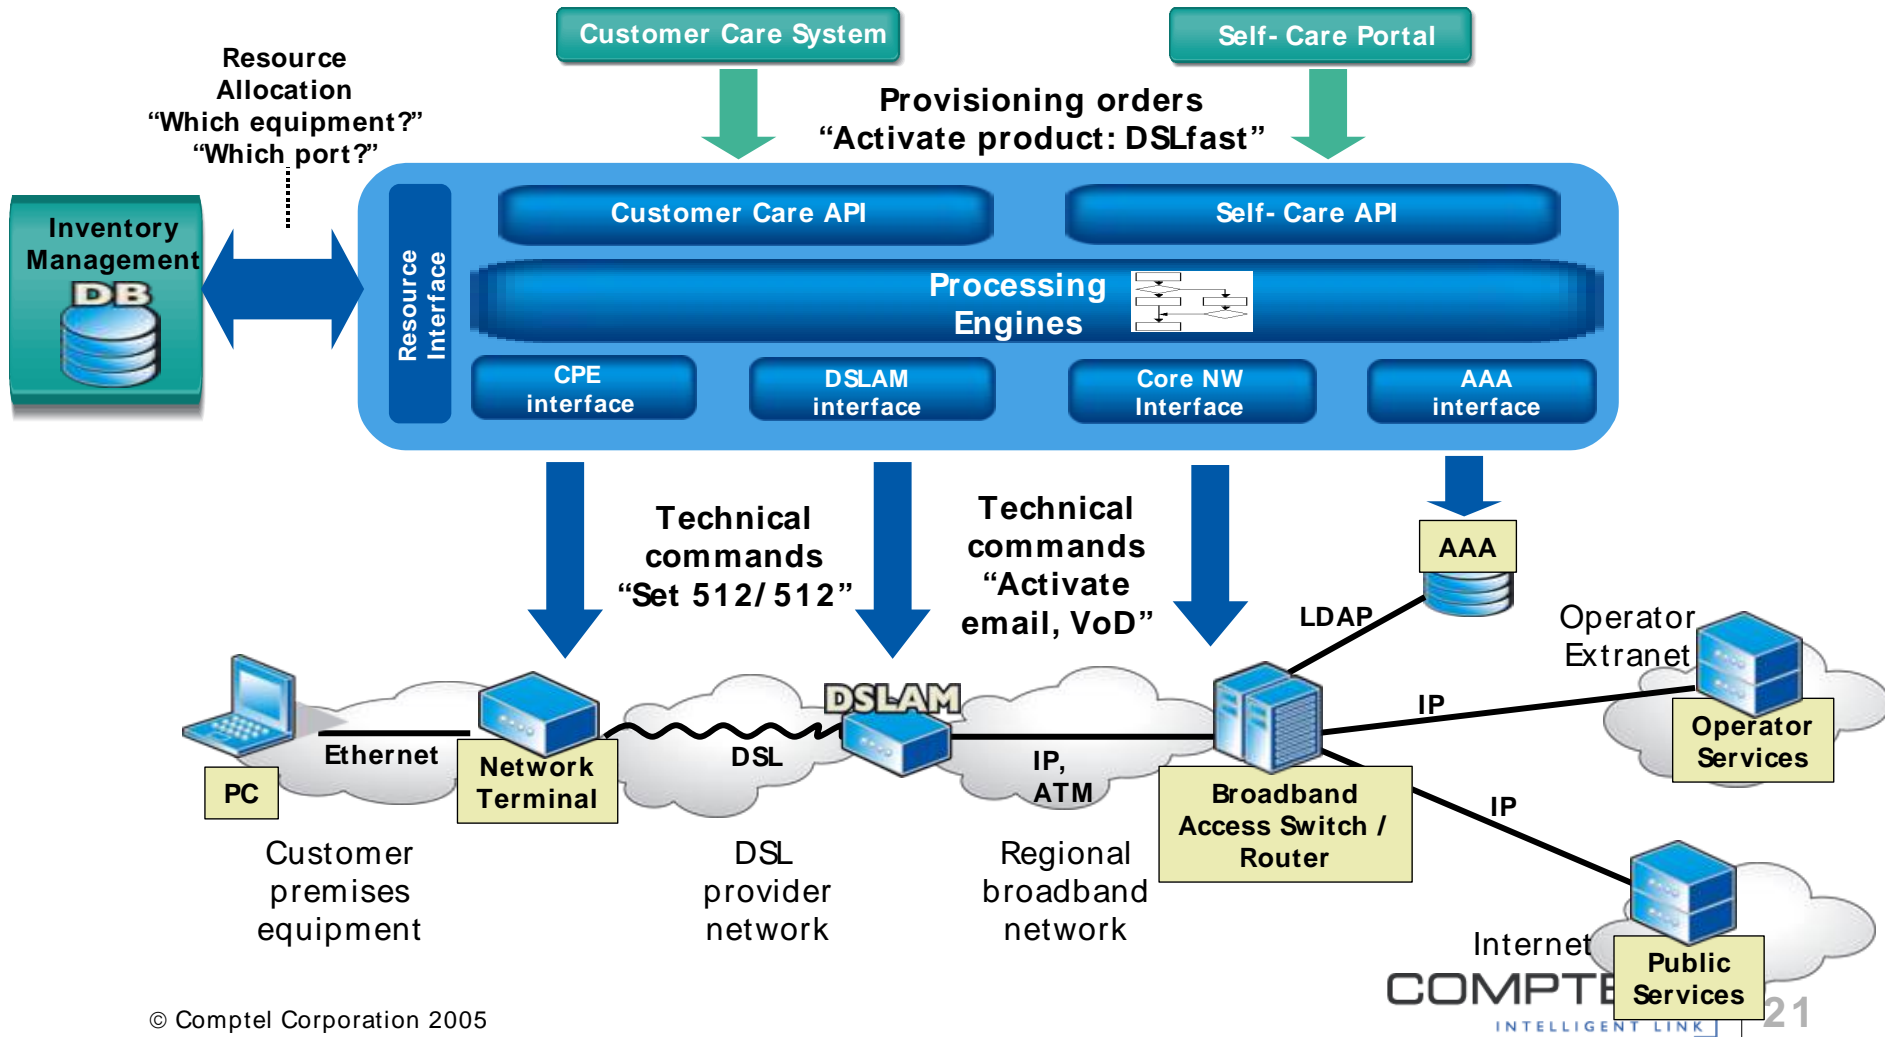 Customer Care System
Self-Care Portal
Resource
Allocation
“Which equipment?”
“Which port?”
Provisioning orders
“Activate product: DSLfast”
Inventory
Management
DB
Resource
Interface
Customer Care API
Self-Care API
Processing
Engines
CPE
interface
DSLAM
interface
Core NW
Interface
AAA
interface
Technical
commands
“Set 512/512”
Technical
commands
“Activate
email, VoD”
AAA
LDAP
Operator
Extranet
IP
Operator
Services
DSLAM
Ethernet
PC
Network
Terminal
DSL
IP,
ATM
Broadband
Access Switch /
Router
IP
Customer
premises
equipment
DSL
provider
network
Regional
broadband
network
Internet
Public
Services
COMPTE
INTELLIGENT LINK
21
© Comptel Corporation 2005